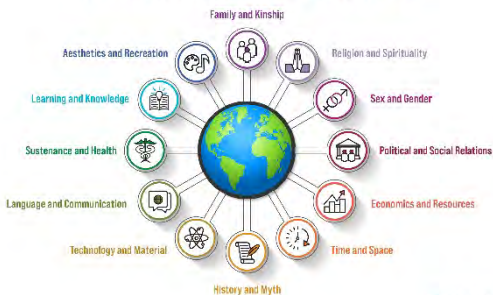 Family and Kinship
Aesthetics and Recreation
Religion and Spirituality
Learning and Knowledge
Sex and Gender
Sustenance and Health
Political and Social Relations
Language and Communication
Economics and Resources
Technology and Material
Time and Space
History and Myth